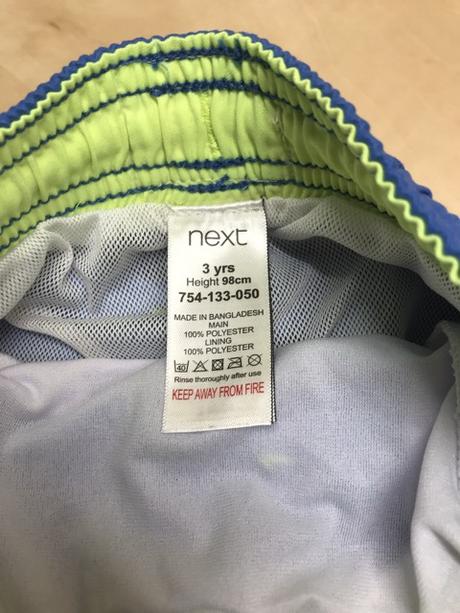 next
3 yrs
Height 98cm
754-133-050
MADE IN BANGLADESH
MAIN
100% POLYESTER
LINING
100% POLYESTER
40
Rinse thoroughly after use
KEEP AWAY FROM FIRE